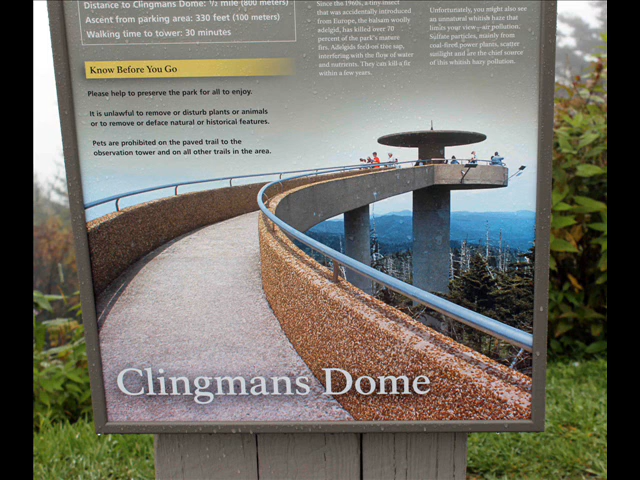 Distance to Clingmans Dome: ½ mile (800 meters)
Ascent from parking area: 330 feet (100 meters)
Walking time to tower: 30 minutes
Know Before You Go
Please help to preserve the park for all to enjoy.
It is unlawful to remove or disturb plants or animals
or to remove or deface natural or historical features.
Pets are prohibited on the paved trail to the
observation tower and on all other trails in the area.
Since the 1960s, a tiny insect
that was accidentally introduced
from Europe, the balsam woolly
adelgid, has killed over 70
percent of the park's mature
firs. Adelgids feed on tree sap,
interfering with the flow of water
and nutrients. They can kill a fir
within a few years.
Unfortunately, you might also see
an unnatural whitish haze that
limits your view – air pollution.
Sulfate particles, mainly from
coal-fired power plants, scatter
sunlight and are the chief source
of this whitish hazy pollution.
Clingmans Dome